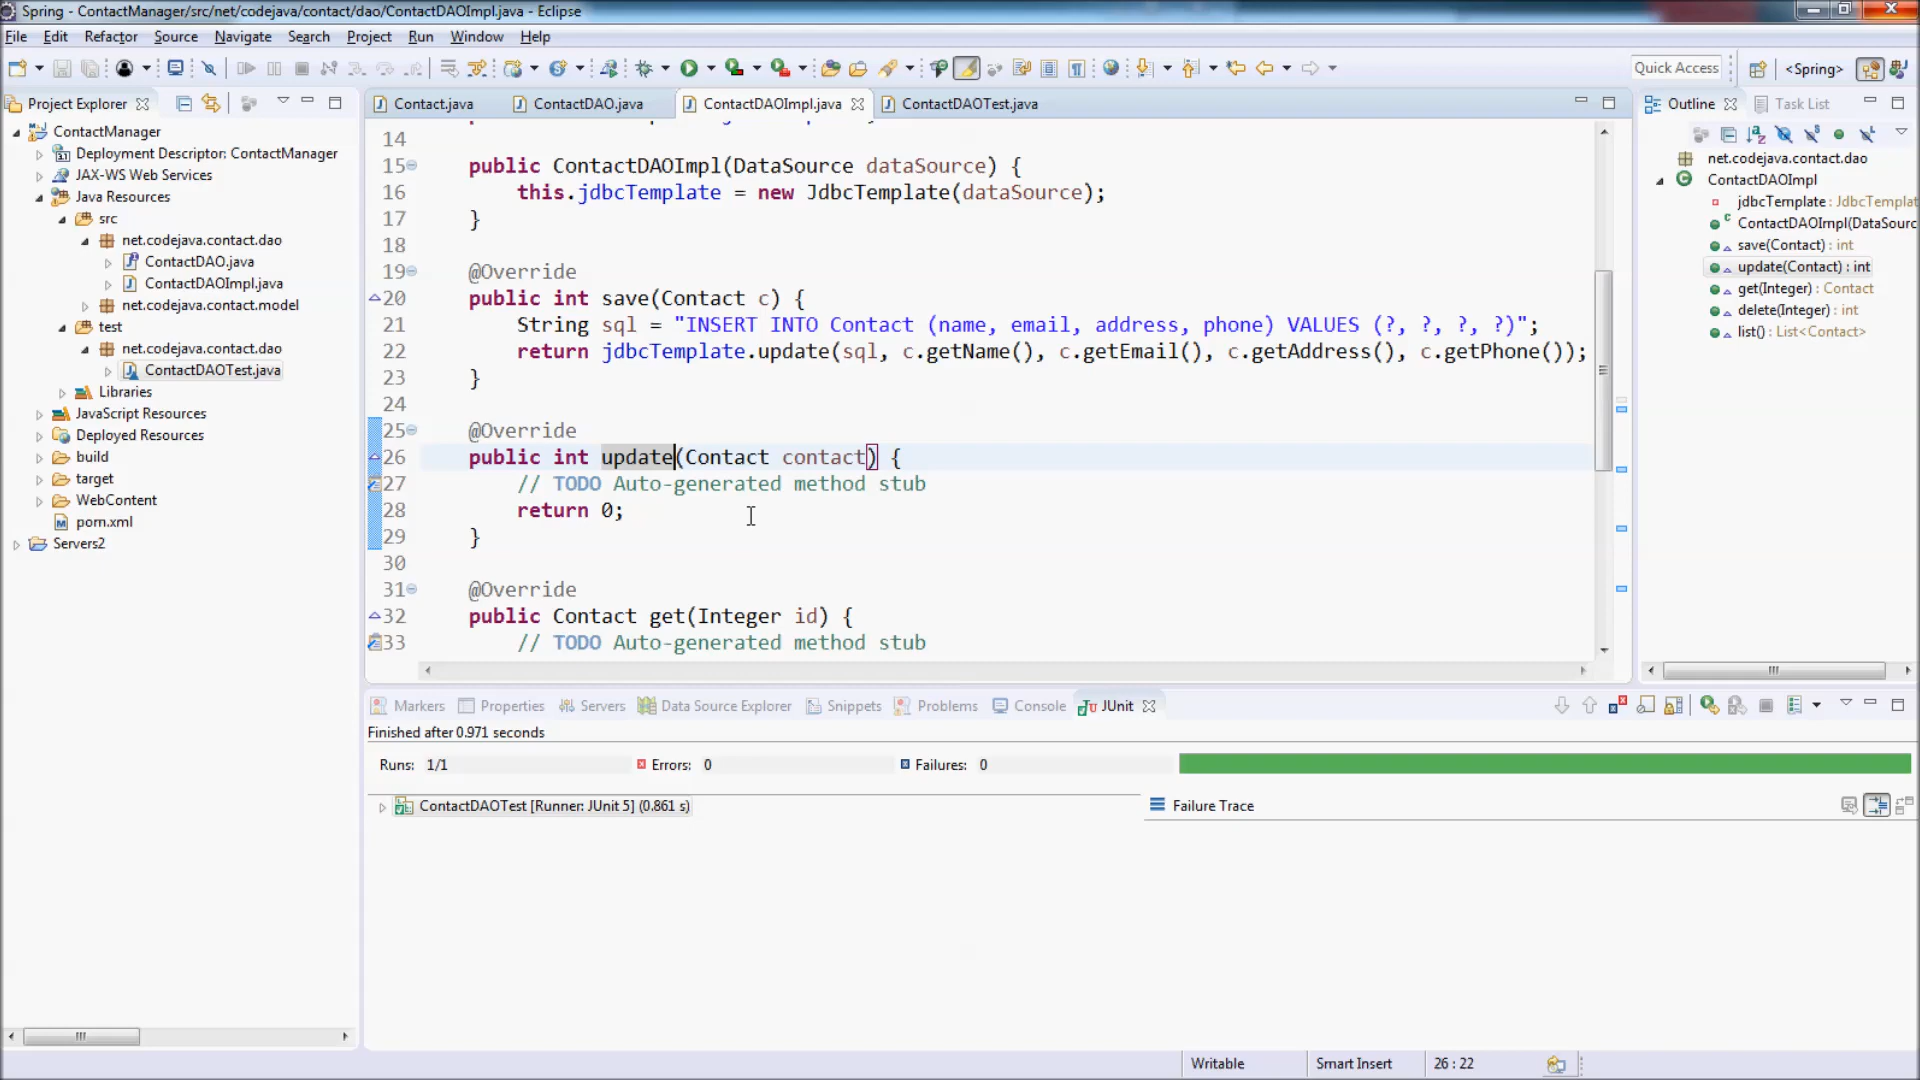 Spring - ContactManager/src/net/codejava/contact/dao/ContactDAOImpl.java - Eclipse
File Edit Refactor Source Navigate Search Project Run Window Help
Quick Access <Spring>
Project Explorer
ContactManager
Deployment Descriptor: ContactManager
JAX-WS Web Services
Java Resources
src
net.codejava.contact.dao
ContactDAO.java
ContactDAOImpl.java
net.codejava.contact.model
test
net.codejava.contact.dao
ContactDAOTest.java
Libraries
JavaScript Resources
Deployed Resources
build
target
WebContent
pom.xml
Servers2
Contact.java ContactDAO.java ContactDAOImpl.java ContactDAOTest.java
14
15 public ContactDAOImpl(DataSource dataSource) {
16 this.jdbcTemplate = new JdbcTemplate(dataSource);
17 }
18
19 @Override
20 public int save(Contact c) {
21 String sql = "INSERT INTO Contact (name, email, address, phone) VALUES (?, ?, ?, ?)";
22 return jdbcTemplate.update(sql, c.getName(), c.getEmail(), c.getAddress(), c.getPhone());
23 }
24
25 @Override
26 public int update(Contact contact) {
27 // TODO Auto-generated method stub
28 return 0;
29 }
30
31 @Override
32 public Contact get(Integer id) {
33 // TODO Auto-generated method stub
Outline Task List
net.codejava.contact.dao
ContactDAOImpl
jdbcTemplate : JdbcTemplat
ContactDAOImpl(DataSourc
save(Contact) : int
update(Contact) : int
get(Integer) : Contact
delete(Integer) : int
list() : List<Contact>
Markers Properties Servers Data Source Explorer Snippets Problems Console JUnit
Finished after 0.971 seconds
Runs: 1/1 Errors: 0 Failures: 0
ContactDAOTest [Runner: JUnit 5] (0.861 s)
Failure Trace
Writable Smart Insert 26 : 22